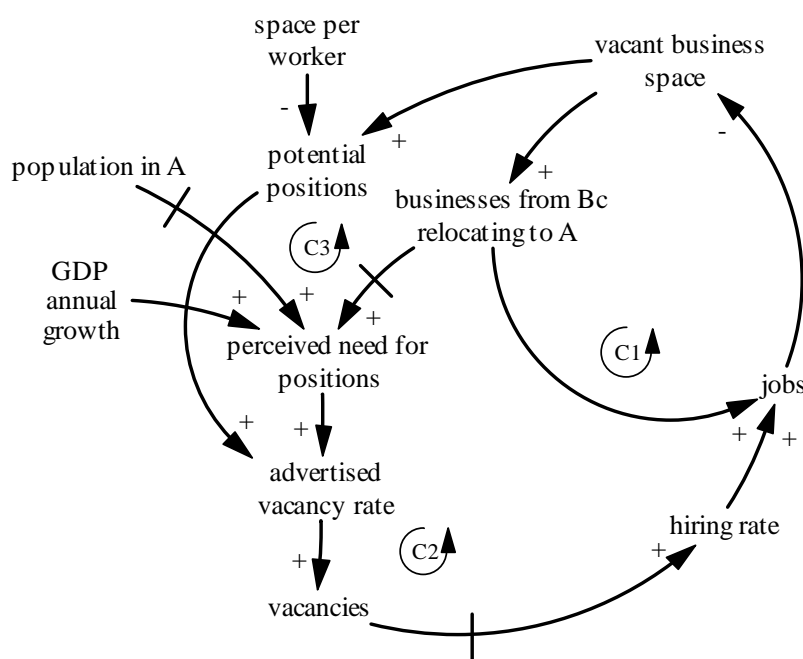 space per
worker
vacant business
space
-
-
+
potential
positions
population in A
+
businesses from Bc
relocating to A
C3
GDP
annual
growth
+
+
+
perceived need for
positions
C1
jobs
+
+
+
+
advertised
vacancy rate
hiring rate
C2
+
+
vacancies